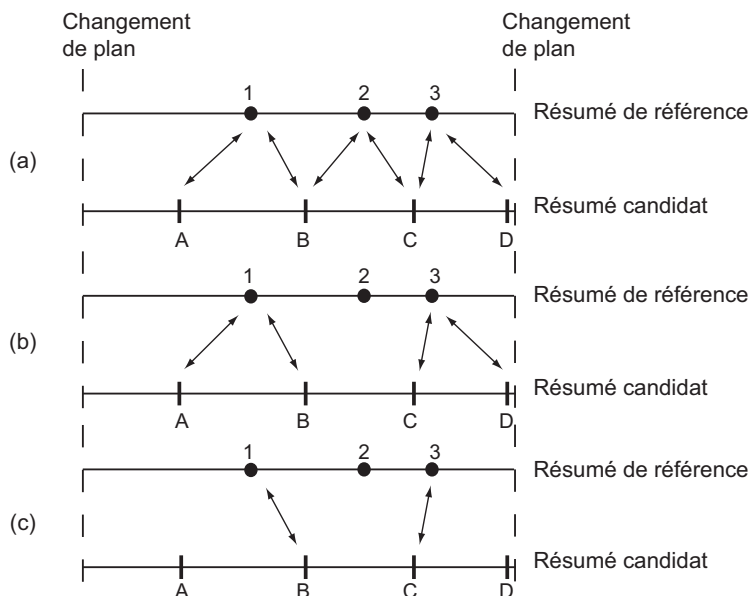 Changement
de plan
Changement
de plan
1 2 3
Résumé de référence
(a)
Résumé candidat
A B C D
1 2 3
Résumé de référence
(b)
Résumé candidat
A B C D
1 2 3
Résumé de référence
(c)
Résumé candidat
A B C D